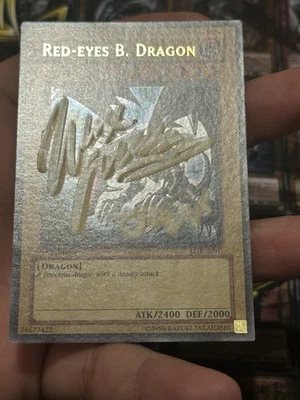 RED-EYES B. DRAGON
[DRAGON]
A ferocious dragon with a deadly attack.
ATK/2400 DEF/2000
74677422
©1996 KAZUKI TAKAHASHI